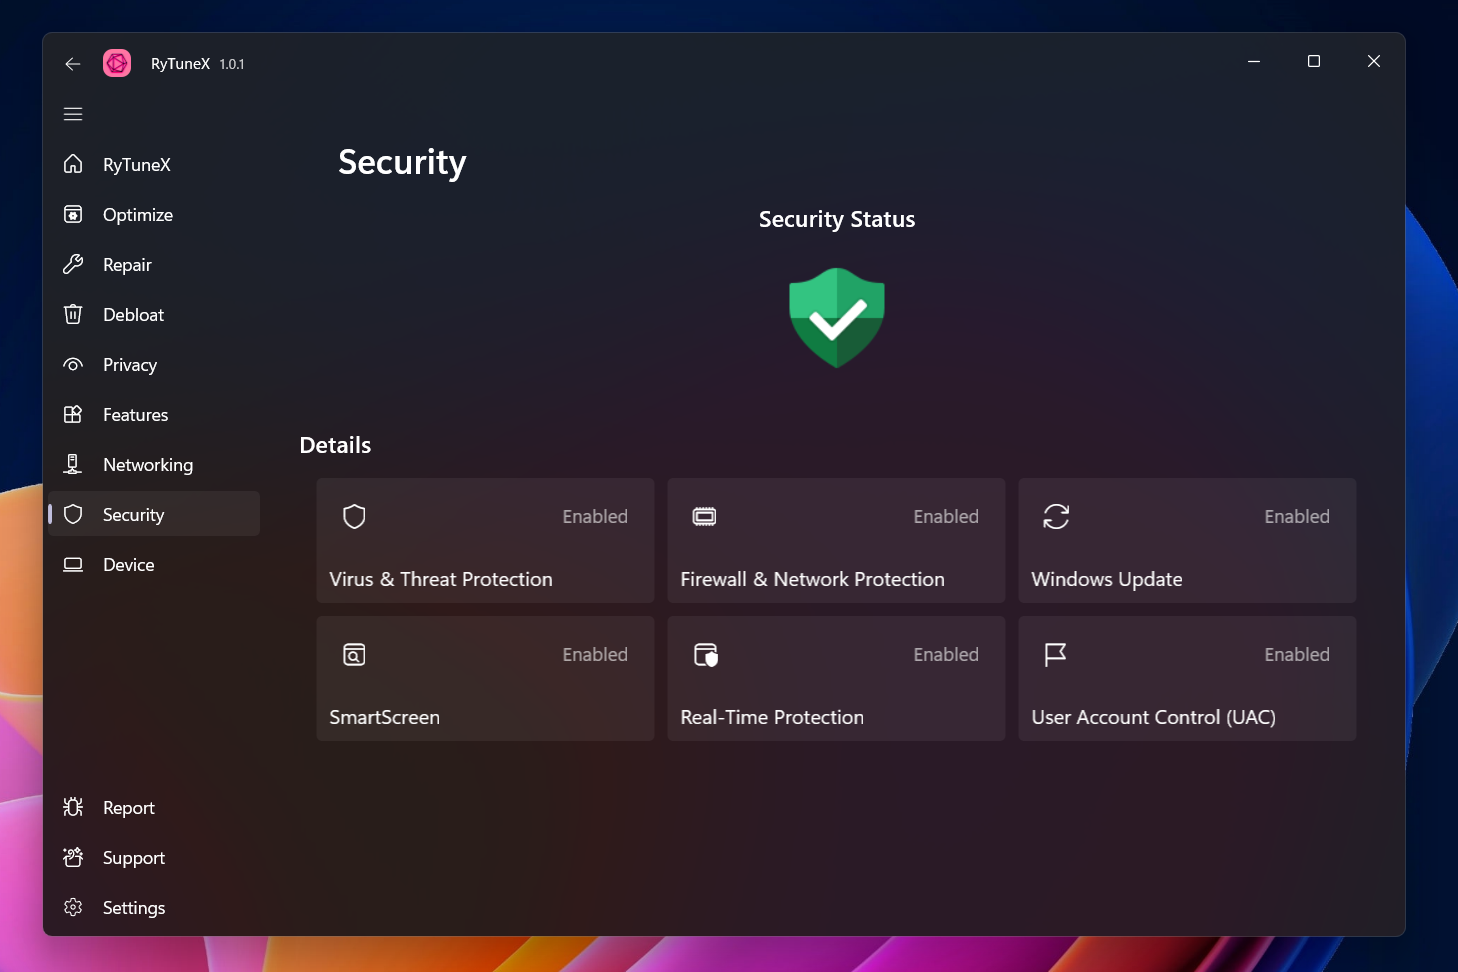 RyTuneX 1.0.1
RyTuneX
Optimize
Repair
Debloat
Privacy
Features
Networking
Security
Device
Report
Support
Settings
Security
Security Status
Details
Enabled
Virus & Threat Protection
Enabled
Firewall & Network Protection
Enabled
Windows Update
Enabled
SmartScreen
Enabled
Real-Time Protection
Enabled
User Account Control (UAC)